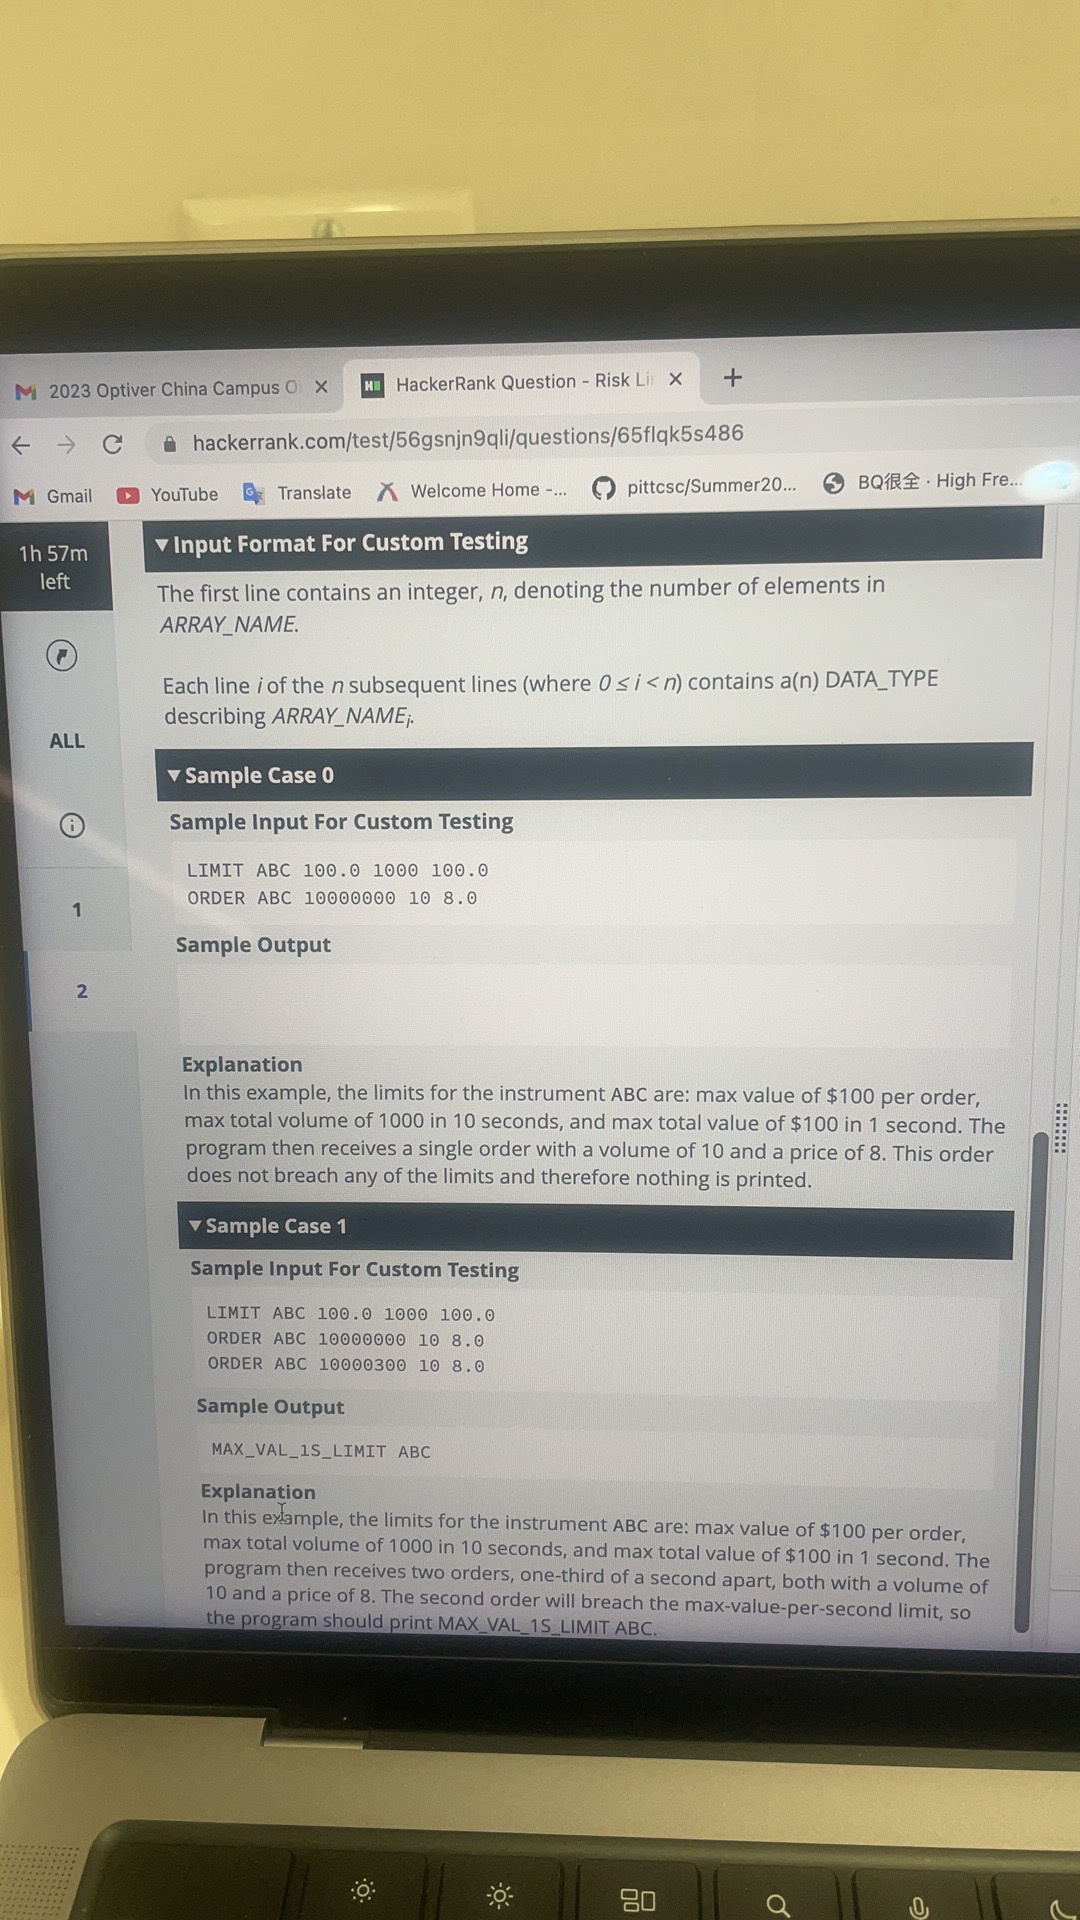 2023 Optiver China Campus O
HackerRank Question - Risk Li
hackerrank.com/test/56gsnjn9qli/questions/65flqk5s486
Gmail YouTube Translate Welcome Home -... pittcsc/Summer20... BQ很全 · High Fre...
1h 57m
left
ALL
1
2
Input Format For Custom Testing
The first line contains an integer, n, denoting the number of elements in
ARRAY_NAME.
Each line i of the n subsequent lines (where 0 ≤ i < n) contains a(n) DATA_TYPE
describing ARRAY_NAMEi.
Sample Case 0
Sample Input For Custom Testing
LIMIT ABC 100.0 1000 100.0
ORDER ABC 10000000 10 8.0
Sample Output
Explanation
In this example, the limits for the instrument ABC are: max value of $100 per order,
max total volume of 1000 in 10 seconds, and max total value of $100 in 1 second. The
program then receives a single order with a volume of 10 and a price of 8. This order
does not breach any of the limits and therefore nothing is printed.
Sample Case 1
Sample Input For Custom Testing
LIMIT ABC 100.0 1000 100.0
ORDER ABC 10000000 10 8.0
ORDER ABC 10000300 10 8.0
Sample Output
MAX_VAL_1S_LIMIT ABC
Explanation
In this example, the limits for the instrument ABC are: max value of $100 per order,
max total volume of 1000 in 10 seconds, and max total value of $100 in 1 second. The
program then receives two orders, one-third of a second apart, both with a volume of
10 and a price of 8. The second order will breach the max-value-per-second limit, so
the program should print MAX_VAL_1S_LIMIT ABC.